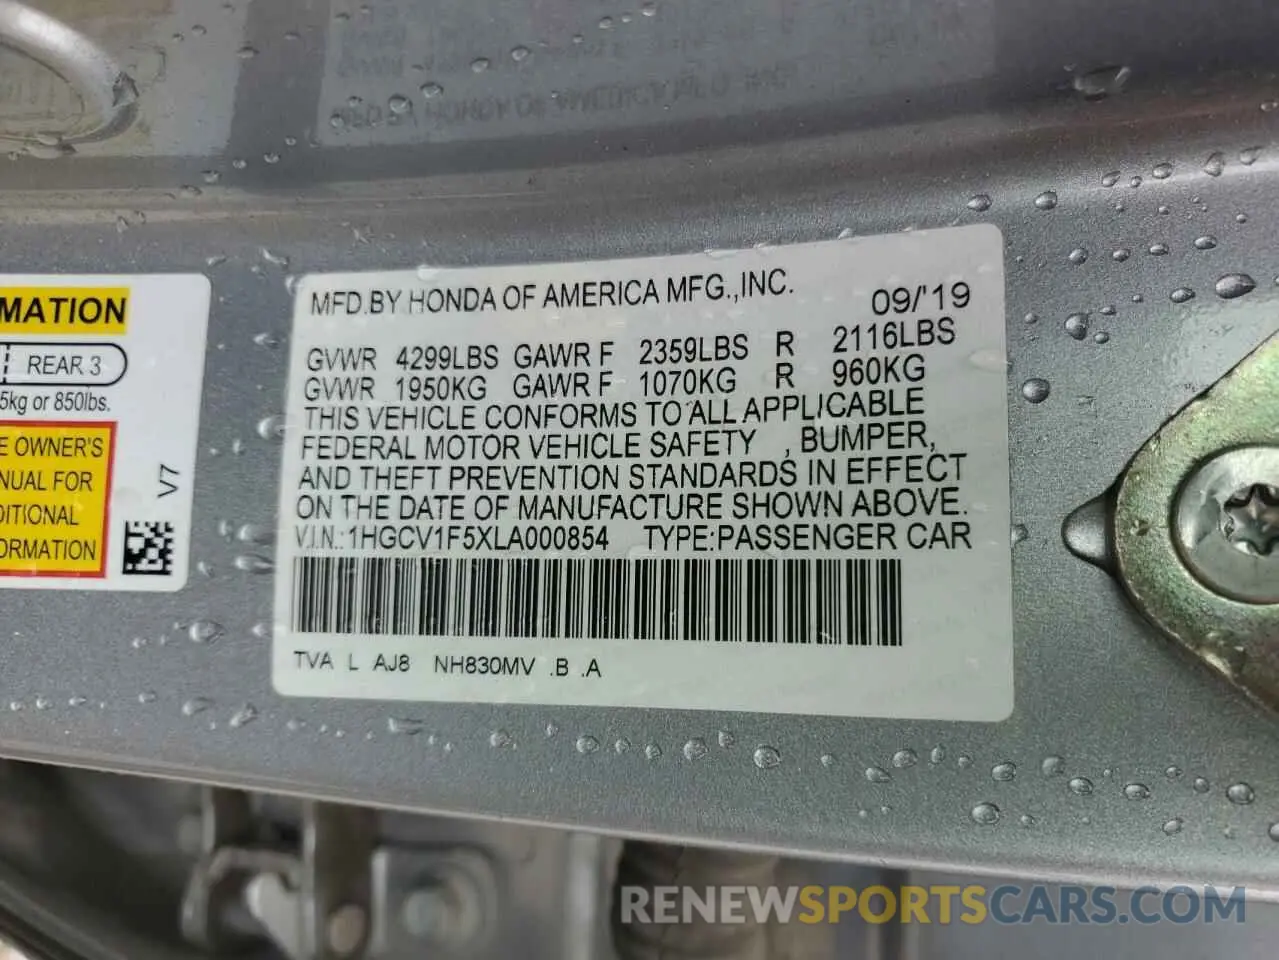 MATION
REAR 3
5kg or 850lbs.
E OWNER'S
NUAL FOR
DITIONAL
ORMATION
V7
MFD.BY HONDA OF AMERICA MFG.,INC. 09/'19
GVWR 4299LBS GAWR F 2359LBS R 2116LBS
GVWR 1950KG GAWR F 1070KG R 960KG
THIS VEHICLE CONFORMS TO ALL APPLICABLE
FEDERAL MOTOR VEHICLE SAFETY , BUMPER,
AND THEFT PREVENTION STANDARDS IN EFFECT
ON THE DATE OF MANUFACTURE SHOWN ABOVE.
V.I.N.:1HGCV1F5XLA000854 TYPE:PASSENGER CAR
TVA L AJ8 NH830MV .B .A
RENEWSPORTSCARS.COM